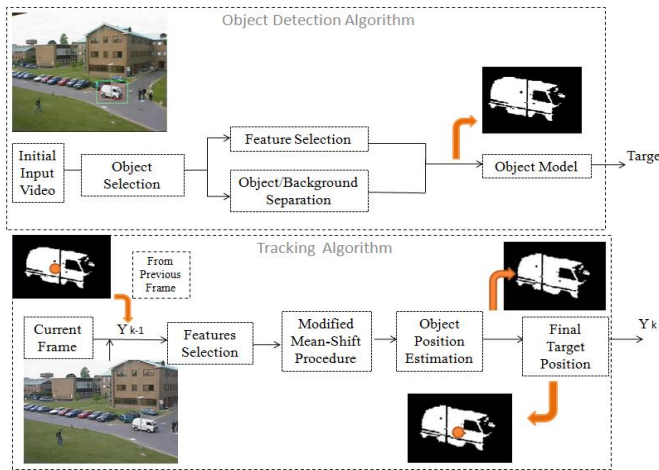 Object Detection Algorithm
Feature Selection
Initial
Input
Video
Object
Selection
Object/Background
Separation
Object Model
Target
Tracking Algorithm
From
Previous
Frame
Current
Frame
Y k-1
Features
Selection
Modified
Mean-Shift
Procedure
Object
Position
Estimation
Final
Target
Position
Y k